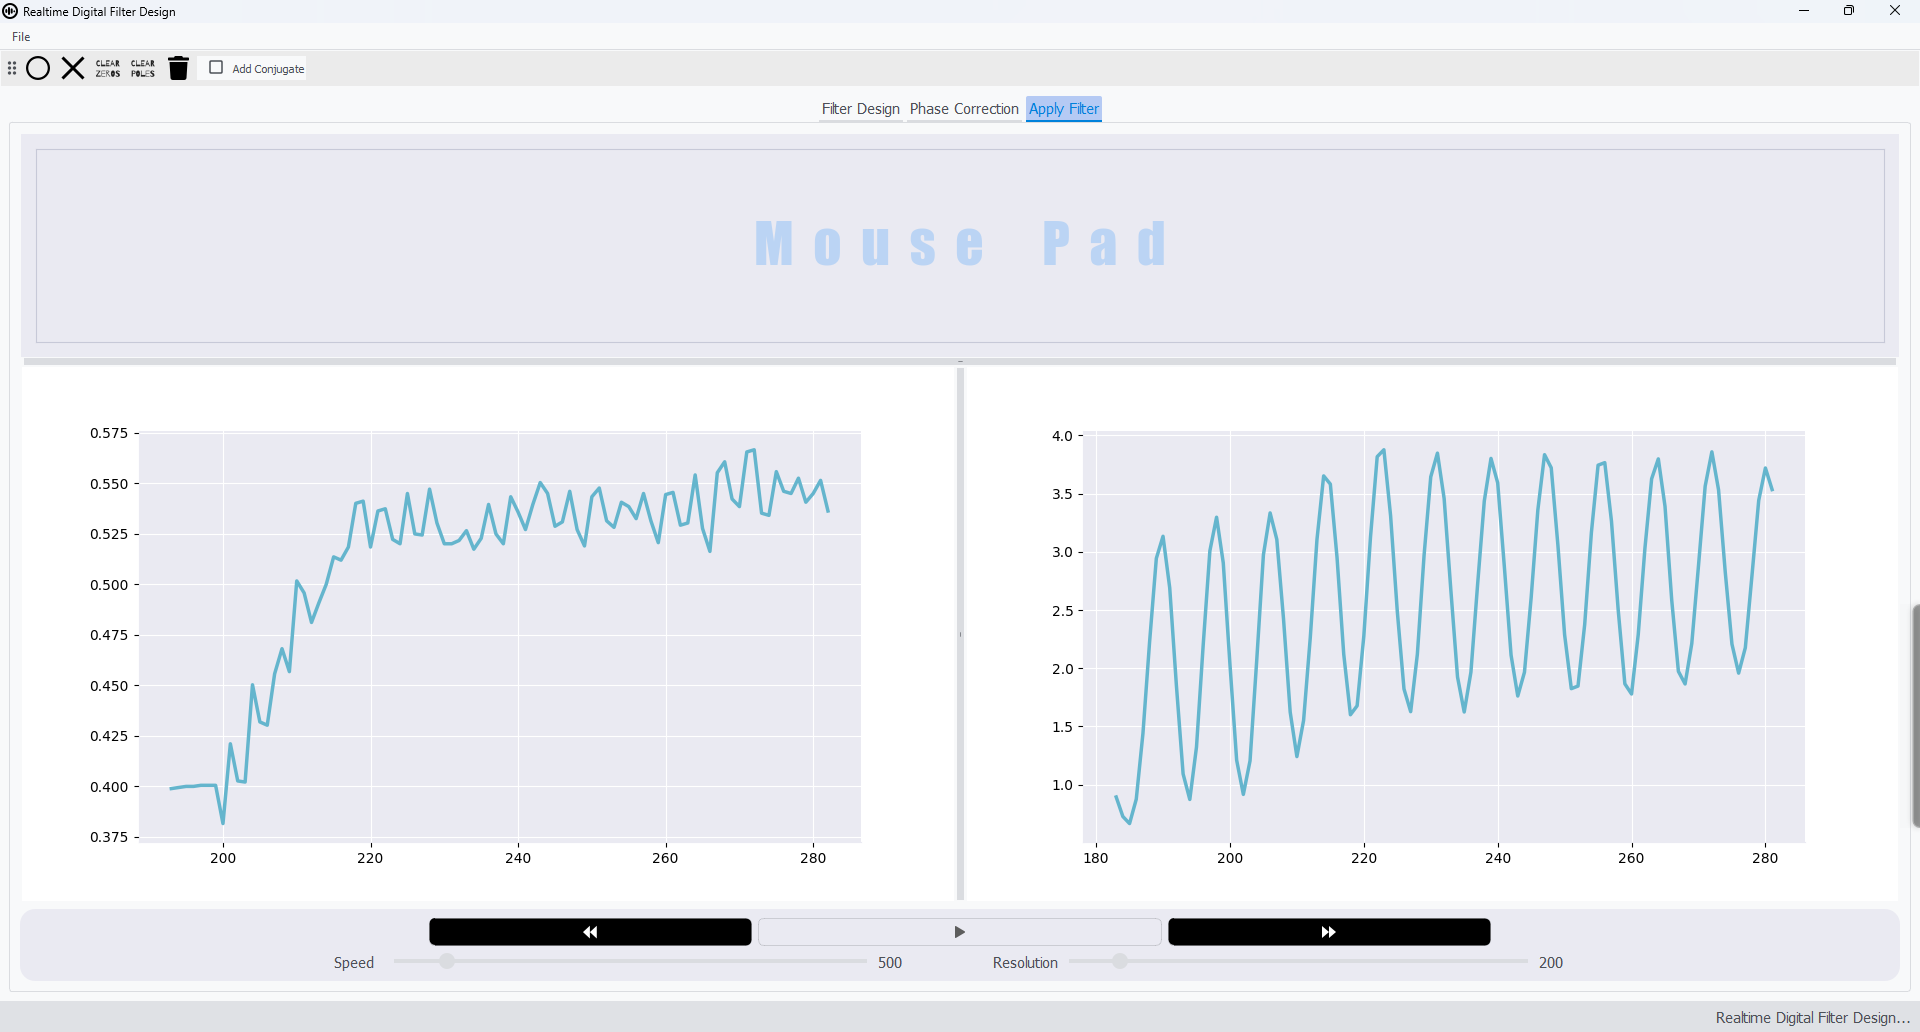 Realtime Digital Filter Design
File
CLEAR ZEROS
CLEAR POLES
Add Conjugate
Filter Design Phase Correction Apply Filter
Mouse Pad
0.575
0.550
0.525
0.500
0.475
0.450
0.425
0.400
0.375
200 220 240 260 280
4.0
3.5
3.0
2.5
2.0
1.5
1.0
180 200 220 240 260 280
Speed 500 Resolution 200
Realtime Digital Filter Design...